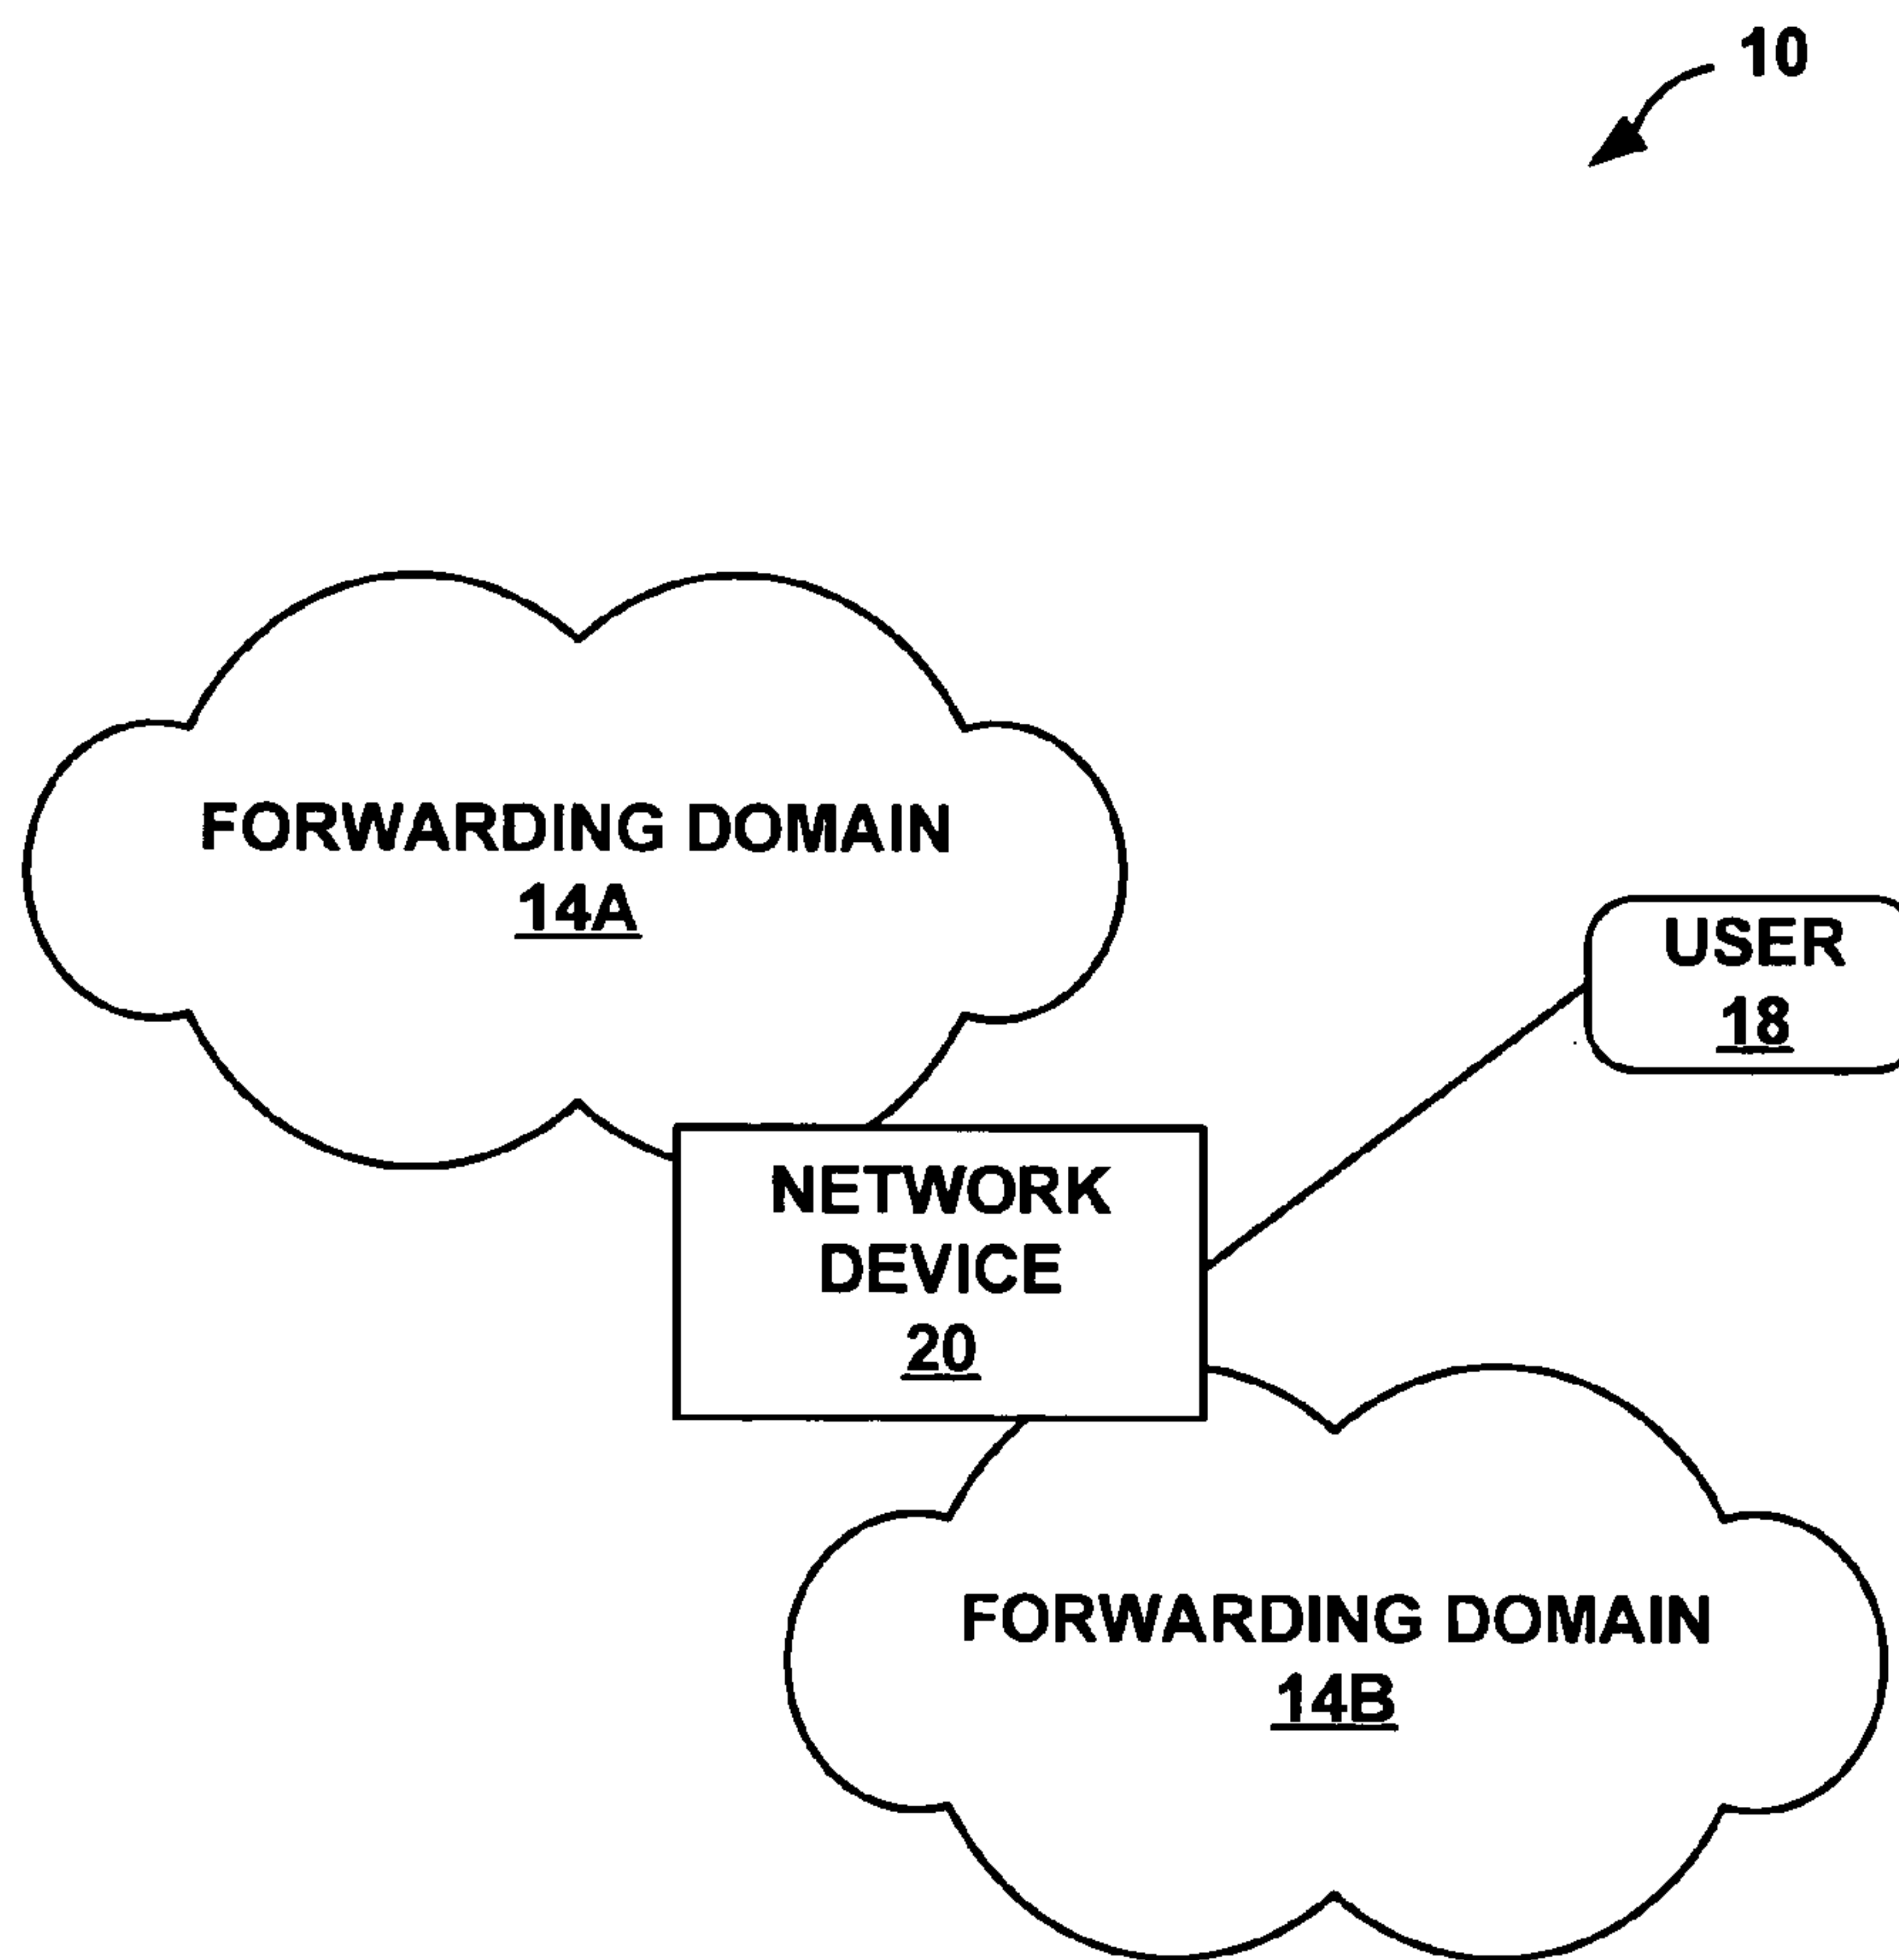 10
FORWARDING DOMAIN
14A
USER
18
NETWORK
DEVICE
20
FORWARDING DOMAIN
14B